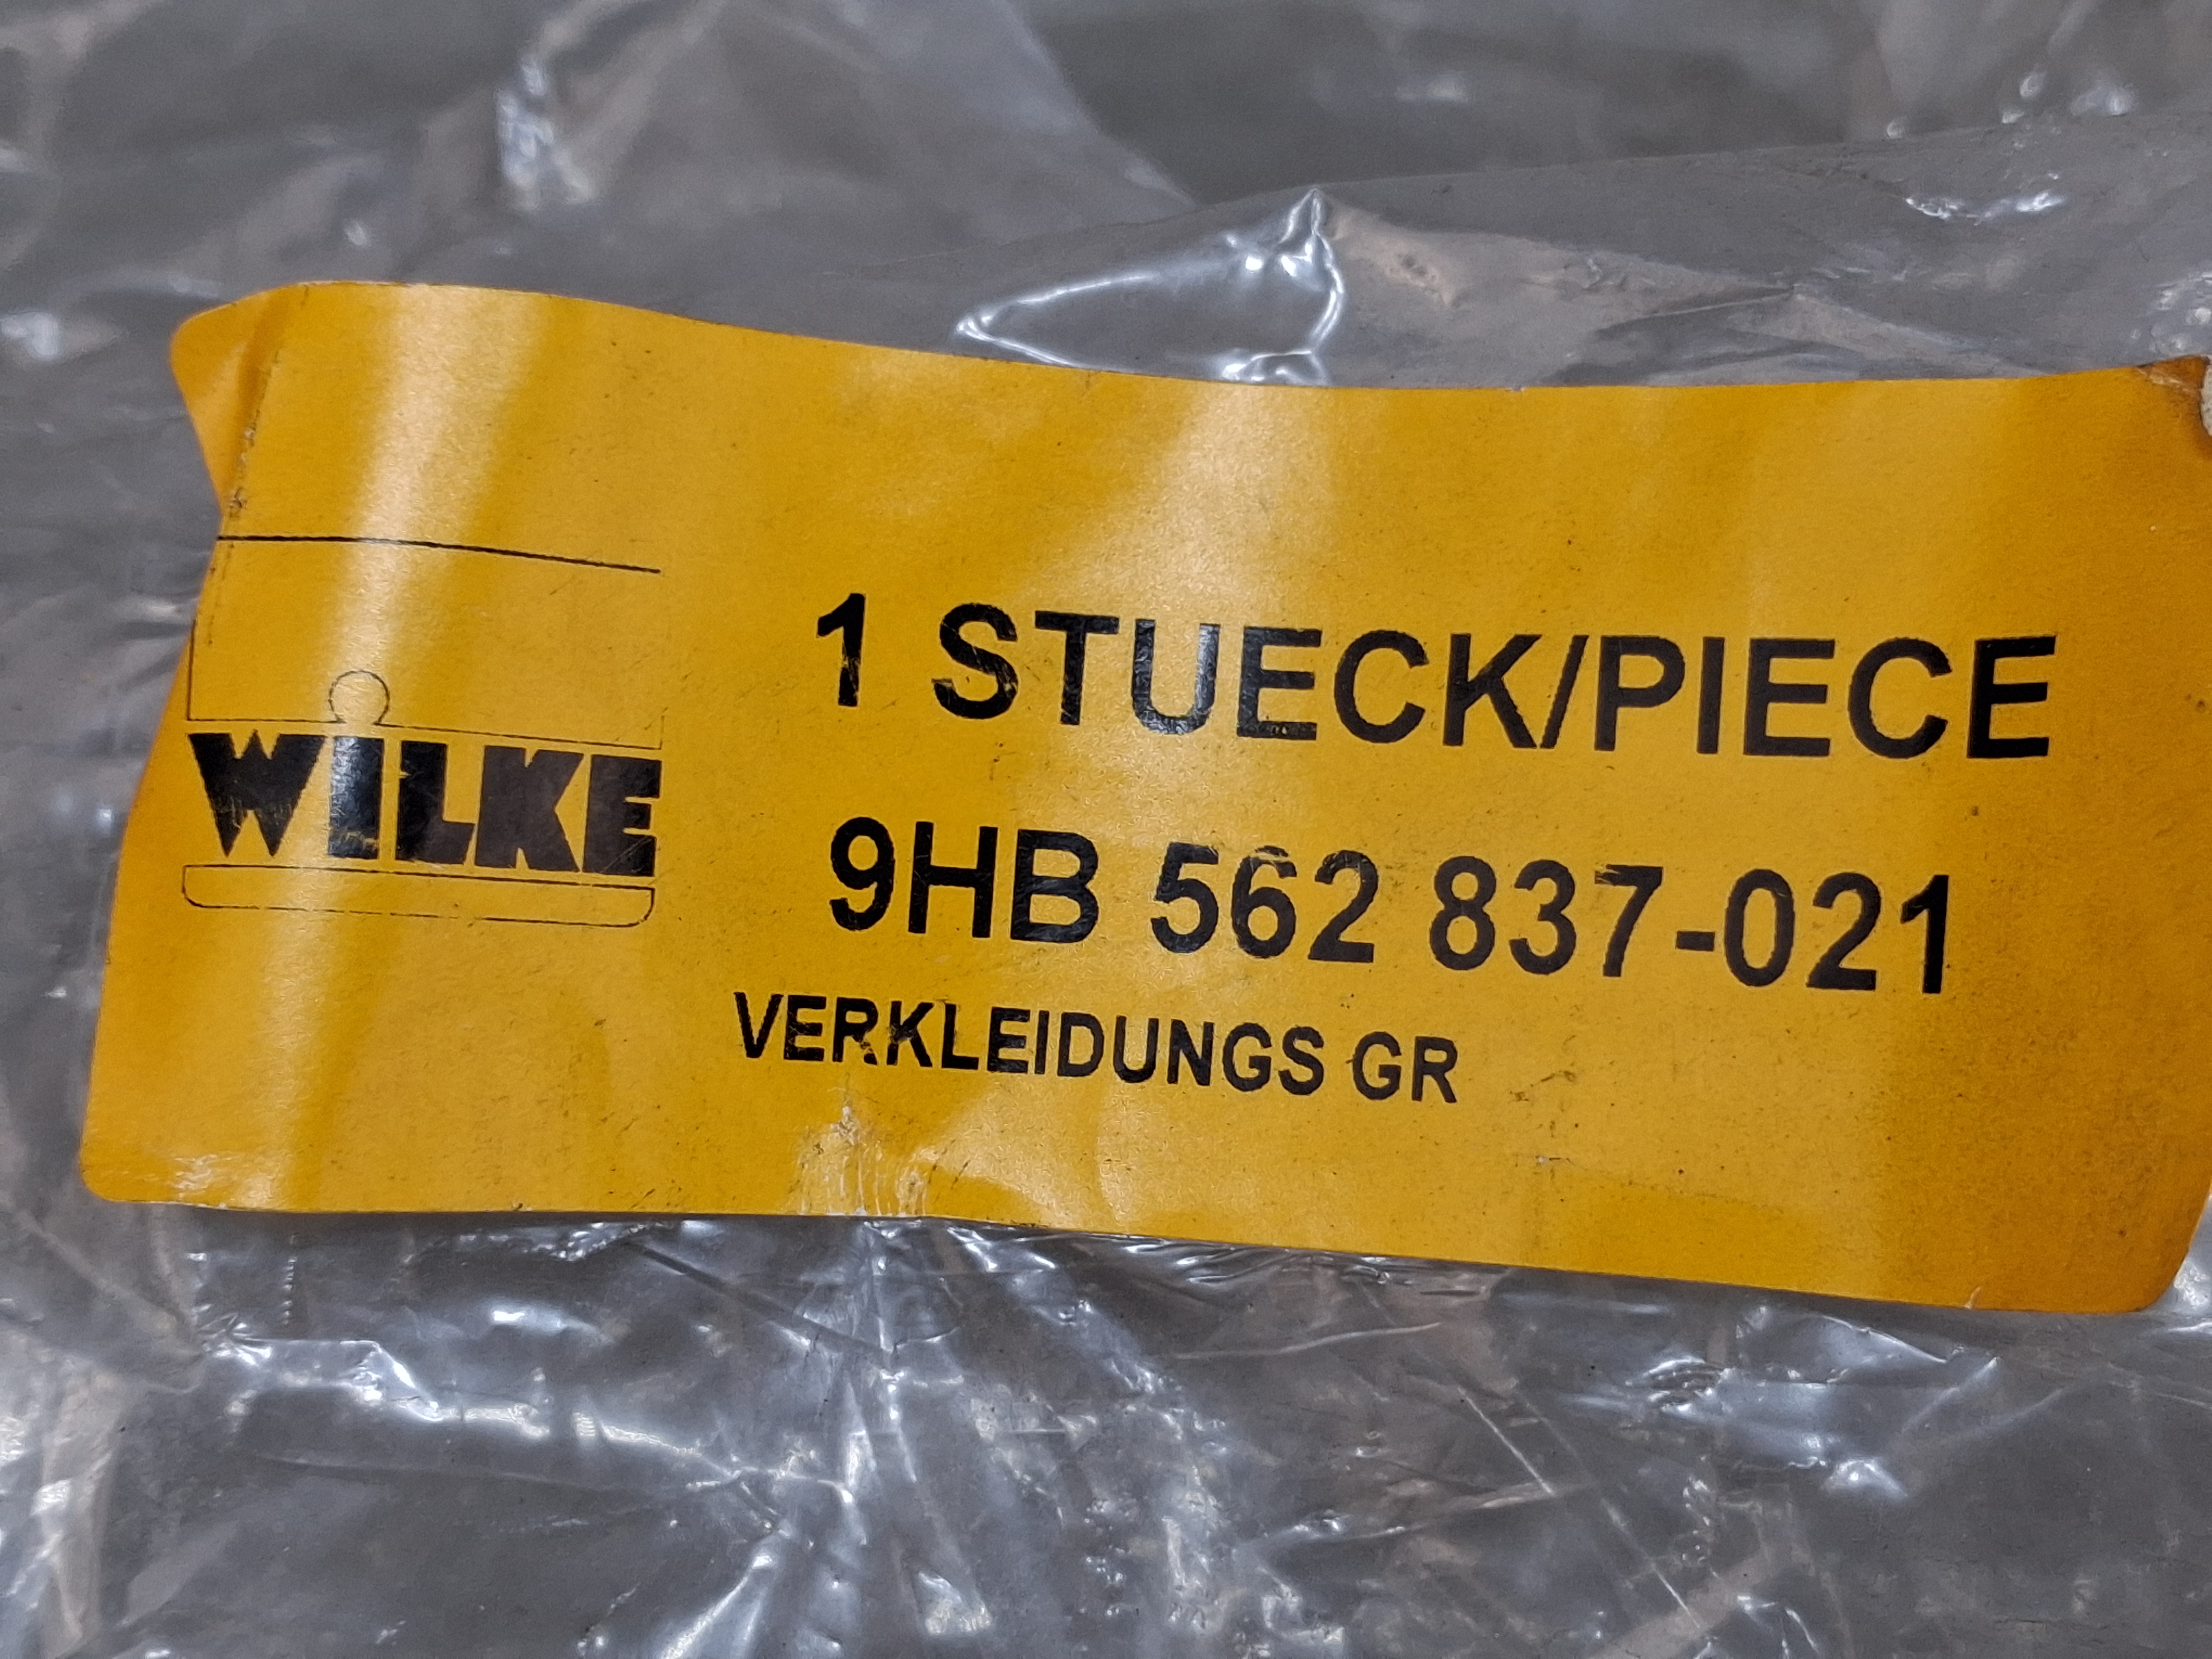 WiLKE
1 STUECK/PIECE
9HB 562 837-021
VERKLEIDUNGS GR